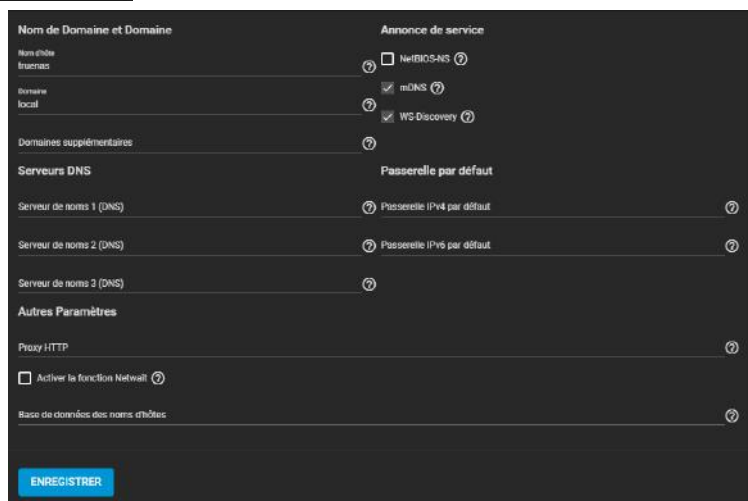 Nom de Domaine et Domaine
Nom d'hôte
truenas
Domaine
local
Domaines supplémentaires
Annonce de service
NetBIOS-NS
mDNS
WS-Discovery
Serveurs DNS
Serveur de noms 1 (DNS)
Serveur de noms 2 (DNS)
Serveur de noms 3 (DNS)
Passerelle par défaut
Passerelle IPv4 par défaut
Passerelle IPv6 par défaut
Autres Paramètres
Proxy HTTP
Activer la fonction Netwait
Base de données des noms d'hôtes
ENREGISTRER